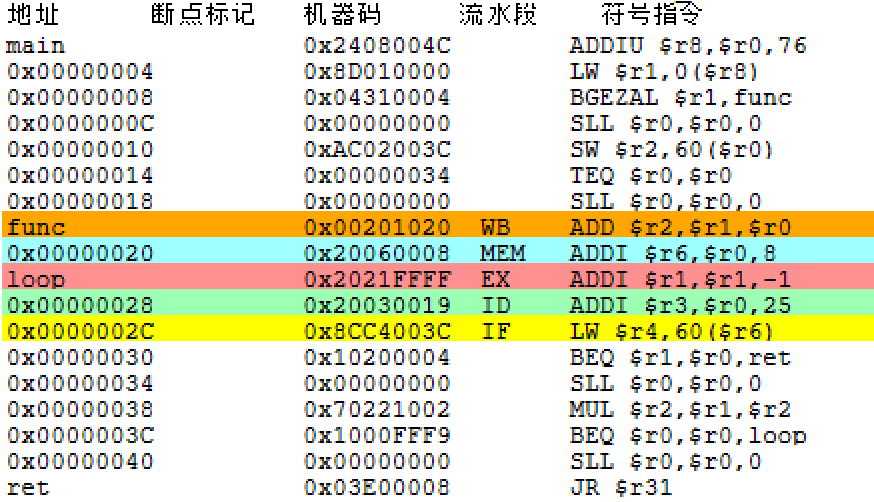 地址 断点标记 机器码 流水段 符号指令
main 0x2408004C ADDIU $r8,$r0,76
0x00000004 0x8D010000 LW $r1,0($r8)
0x00000008 0x04310004 BGEZAL $r1,func
0x0000000C 0x00000000 SLL $r0,$r0,0
0x00000010 0xAC02003C SW $r2,60($r0)
0x00000014 0x00000034 TEQ $r0,$r0
0x00000018 0x00000000 SLL $r0,$r0,0
func 0x00201020 WB ADD $r2,$r1,$r0
0x00000020 0x20060008 MEM ADDI $r6,$r0,8
loop 0x2021FFFF EX ADDI $r1,$r1,-1
0x00000028 0x20030019 ID ADDI $r3,$r0,25
0x0000002C 0x8CC4003C IF LW $r4,60($r6)
0x00000030 0x10200004 BEQ $r1,$r0,ret
0x00000034 0x00000000 SLL $r0,$r0,0
0x00000038 0x70221002 MUL $r2,$r1,$r2
0x0000003C 0x1000FFF9 BEQ $r0,$r0,loop
0x00000040 0x00000000 SLL $r0,$r0,0
ret 0x03E00008 JR $r31